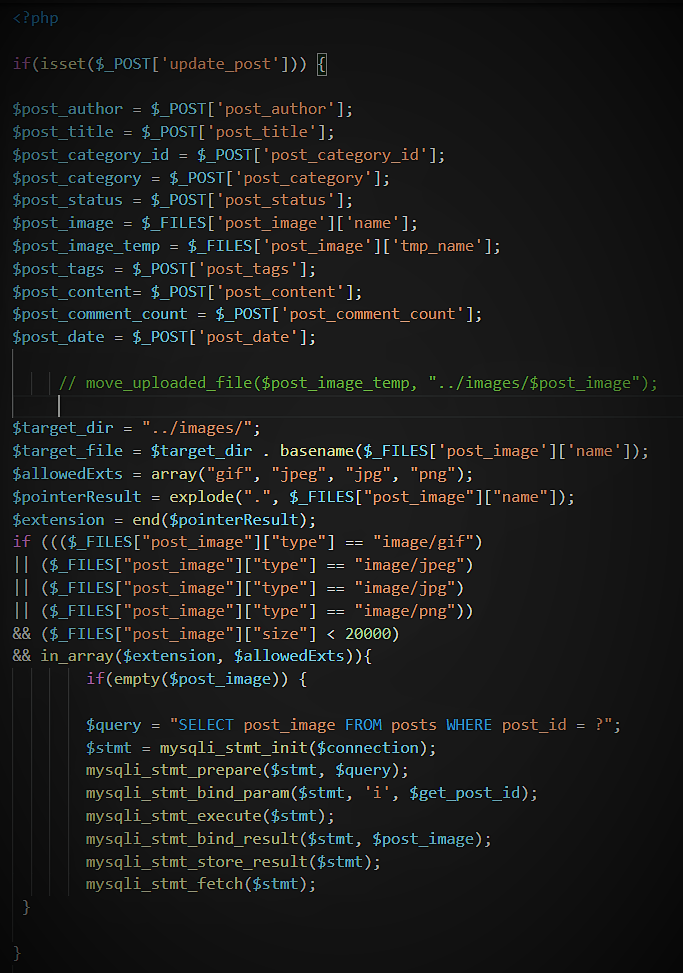 <?php
if(isset($_POST['update_post'])) {
$post_author = $_POST['post_author'];
$post_title = $_POST['post_title'];
$post_category_id = $_POST['post_category_id'];
$post_category = $_POST['post_category'];
$post_status = $_POST['post_status'];
$post_image = $_FILES['post_image']['name'];
$post_image_temp = $_FILES['post_image']['tmp_name'];
$post_tags = $_POST['post_tags'];
$post_content= $_POST['post_content'];
$post_comment_count = $_POST['post_comment_count'];
$post_date = $_POST['post_date'];
// move_uploaded_file($post_image_temp, "../images/$post_image");
$target_dir = "../images/";
$target_file = $target_dir . basename($_FILES['post_image']['name']);
$allowedExts = array("gif", "jpeg", "jpg", "png");
$pointerResult = explode(".", $_FILES["post_image"]["name"]);
$extension = end($pointerResult);
if ((($_FILES["post_image"]["type"] == "image/gif")
|| ($_FILES["post_image"]["type"] == "image/jpeg")
|| ($_FILES["post_image"]["type"] == "image/jpg")
|| ($_FILES["post_image"]["type"] == "image/png"))
&& ($_FILES["post_image"]["size"] < 20000)
&& in_array($extension, $allowedExts)){
if(empty($post_image)) {
$query = "SELECT post_image FROM posts WHERE post_id = ?";
$stmt = mysqli_stmt_init($connection);
mysqli_stmt_prepare($stmt, $query);
mysqli_stmt_bind_param($stmt, 'i', $get_post_id);
mysqli_stmt_execute($stmt);
mysqli_stmt_bind_result($stmt, $post_image);
mysqli_stmt_store_result($stmt);
mysqli_stmt_fetch($stmt);
}
}